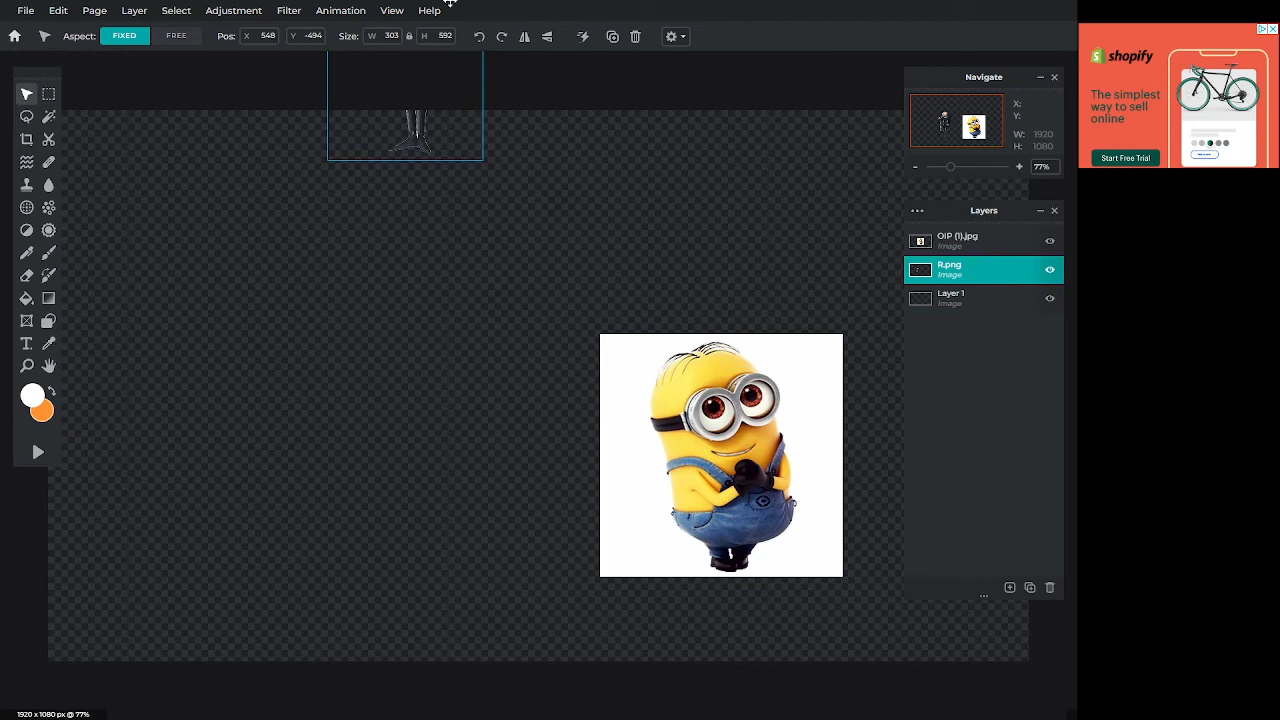 File Edit Page Layer Select Adjustment Filter Animation View Help
Aspect: FIXED FREE Pos: X 548 Y -494 Size: W 303 H 592
Navigate
X:
Y:
W: 1920
H: 1080
77%
Layers
OIP (1).jpg
Image
R.png
Image
Layer 1
Image
1920 x 1080 px @ 77%
shopify
The simplest
way to sell
online
Start Free Trial